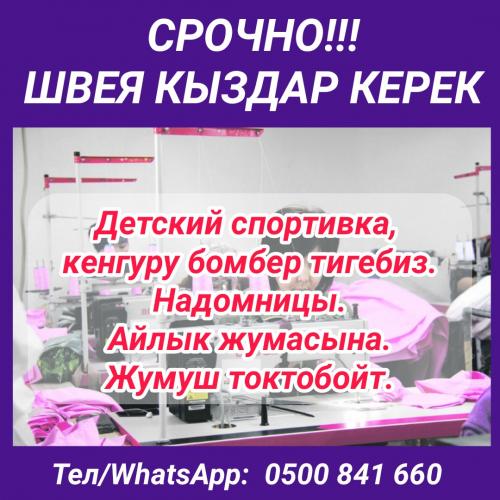 СРОЧНО!!!
ШВЕЯ КЫЗДАР КЕРЕК
Детский спортивка,
кенгуру бомбер тигебиз.
Надомницы.
Айлык жумасына.
Жумуш токтобойт.
Тел/WhatsApp: 0500 841 660